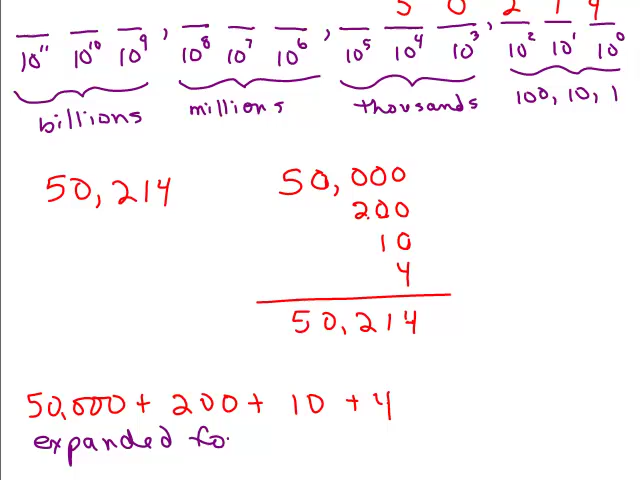 5 0 2 1 4
10¹¹ 10¹⁰ 10⁹ , 10⁸ 10⁷ 10⁶ , 10⁵ 10⁴ 10³ , 10² 10¹ 10⁰
billions millions thousands 100, 10, 1
50,214
50,000
200
10
4
50,214
50,000 + 200 + 10 + 4
expanded fo